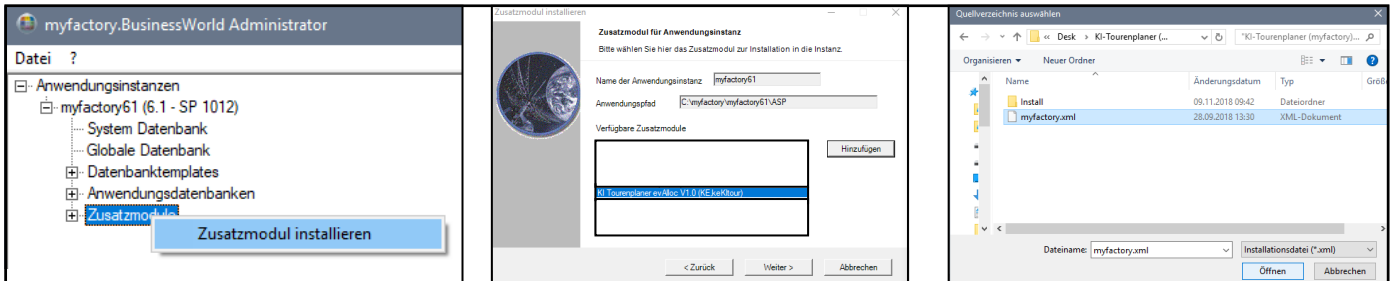 myfactory.BusinessWorld Administrator
Datei ?
Anwendungsinstanzen
myfactory61 (6.1 - SP 1012)
System Datenbank
Globale Datenbank
Datenbanktemplates
Anwendungsdatenbanken
Zusatzmodule
Zusatzmodul installieren
Zusatzmodul installieren
Zusatzmodul für Anwendungsinstanz
Bitte wählen Sie hier das Zusatzmodul zur Installation in die Instanz.
Name der Anwendungsinstanz myfactory61
Anwendungspfad C:\myfactory\myfactory61\ASP
Verfügbare Zusatzmodule
Hinzufügen
KI Tourenplaner evAlloc V1.0 (KE,keKItour)
< Zurück Weiter > Abbrechen
Quellverzeichnis auswählen
« Desk > KI-Tourenplaner (... "KI-Tourenplaner (myfactory)...
Organisieren Neuer Ordner
Name Änderungsdatum Typ Größ
Install 09.11.2018 09:42 Dateiordner
myfactory.xml 28.09.2018 13:30 XML-Dokument
Dateiname: myfactory.xml Installationsdatei (*.xml)
Öffnen Abbrechen